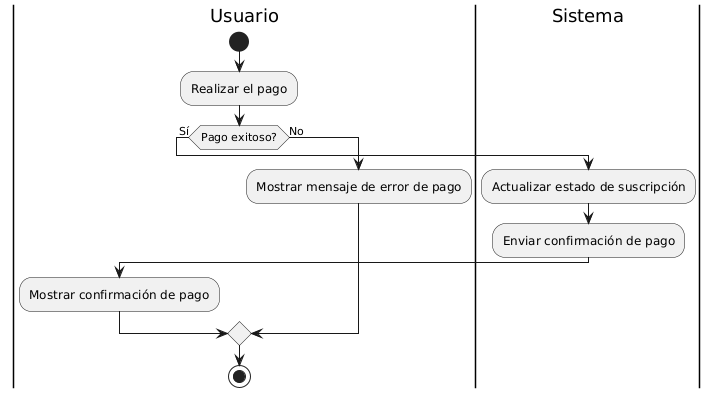 Usuario
Sistema
Realizar el pago
Sí
Pago exitoso?
No
Mostrar mensaje de error de pago
Actualizar estado de suscripción
Enviar confirmación de pago
Mostrar confirmación de pago